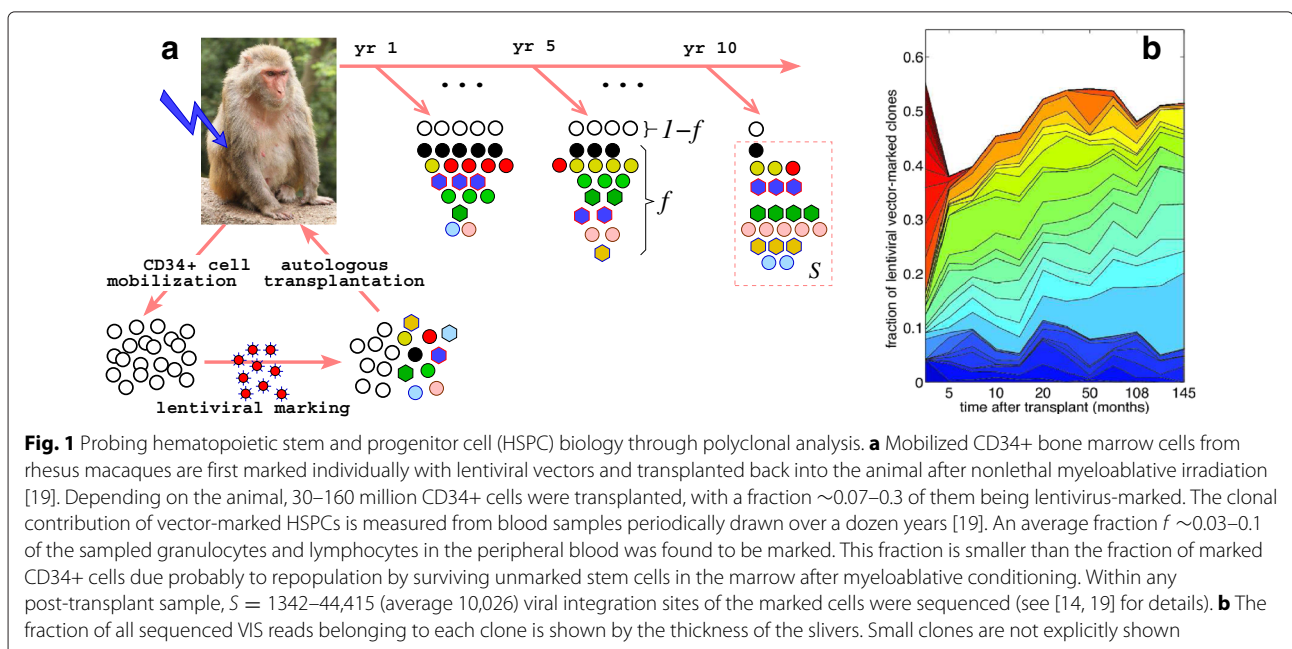 a
yr 1
yr 5
yr 10
. . .
. . .
1–f
f
S
CD34+ cell
mobilization
autologous
transplantation
lentiviral marking
b
fraction of lentiviral vector-marked clones
0.6
0.5
0.4
0.3
0.2
0.1
0
5 10 20 50 108 145
time after transplant (months)
Fig. 1 Probing hematopoietic stem and progenitor cell (HSPC) biology through polyclonal analysis. a Mobilized CD34+ bone marrow cells from
rhesus macaques are first marked individually with lentiviral vectors and transplanted back into the animal after nonlethal myeloablative irradiation
[19]. Depending on the animal, 30–160 million CD34+ cells were transplanted, with a fraction ∼0.07–0.3 of them being lentivirus-marked. The clonal
contribution of vector-marked HSPCs is measured from blood samples periodically drawn over a dozen years [19]. An average fraction f ∼0.03–0.1
of the sampled granulocytes and lymphocytes in the peripheral blood was found to be marked. This fraction is smaller than the fraction of marked
CD34+ cells due probably to repopulation by surviving unmarked stem cells in the marrow after myeloablative conditioning. Within any
post-transplant sample, S = 1342–44,415 (average 10,026) viral integration sites of the marked cells were sequenced (see [14, 19] for details). b The
fraction of all sequenced VIS reads belonging to each clone is shown by the thickness of the slivers. Small clones are not explicitly shown